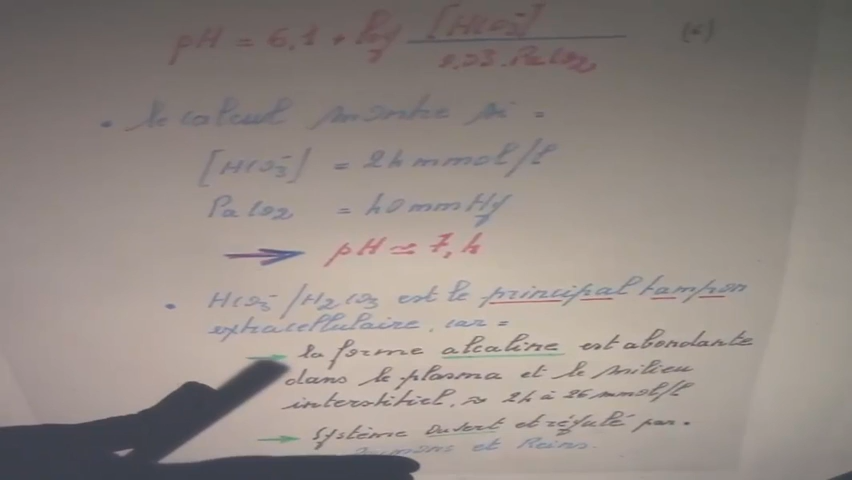 pH = 6,1 + log [HCO₃⁻] / 0,03. PaCO₂
• le calcul montre si =
[HCO₃⁻] = 24 mmol/l
PaCO₂ = 40 mmHg
→ pH ≃ 7,4
• HCO₃⁻/H₂CO₃ est le principal tampon
extracellulaire, car =
→ la forme alcaline est abondante
dans le plasma et le milieu
interstitiel, ≈ 24 à 26 mmol/l
→ Système ouvert et régulé par.
Poumons et Reins.